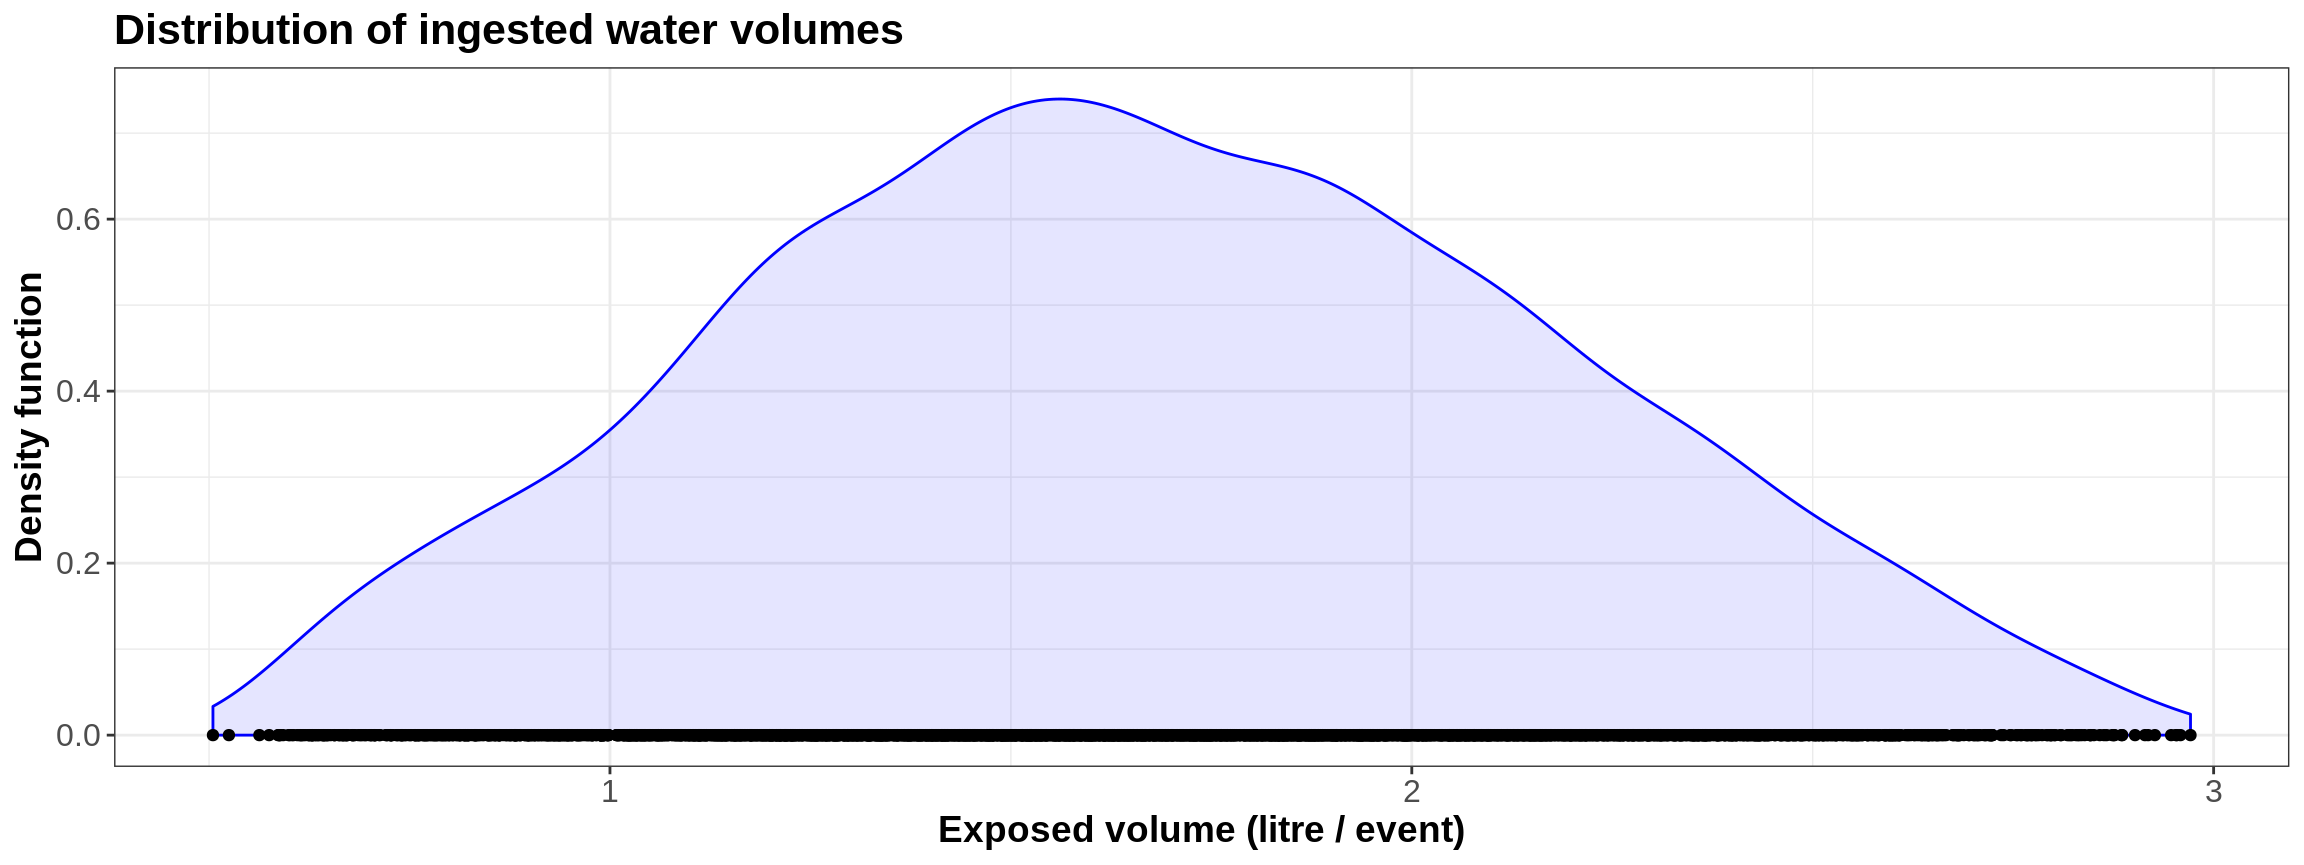 Distribution of ingested water volumes
Density function
0.6
0.4
0.2
0.0
1 2 3
Exposed volume (litre / event)